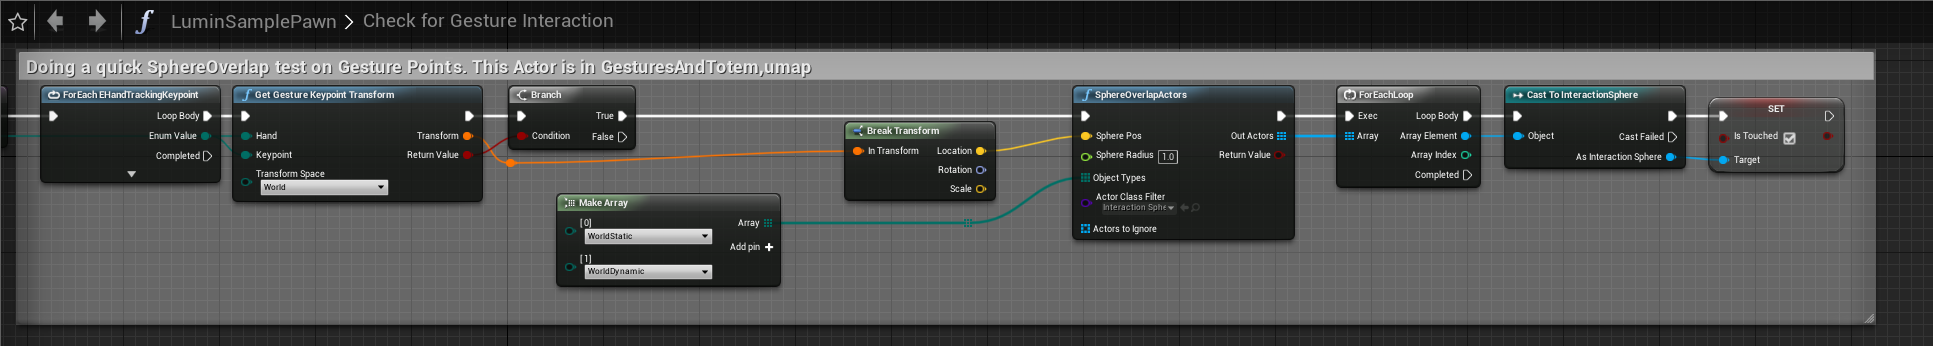 LuminSamplePawn > Check for Gesture Interaction
Doing a quick SphereOverlap test on Gesture Points. This Actor is in GesturesAndTotem,umap
ForEach EHandTrackingKeypoint
Loop Body
Enum Value
Completed
Get Gesture Keypoint Transform
Hand
Transform
Keypoint
Return Value
Transform Space
World
Branch
True
Condition
False
Make Array
[0]
Array
WorldStatic
Add pin +
[1]
WorldDynamic
Break Transform
In Transform
Location
Rotation
Scale
SphereOverlapActors
Sphere Pos
Out Actors
Sphere Radius 1.0
Return Value
Object Types
Actor Class Filter
Interaction Sphe
Actors to Ignore
ForEachLoop
Exec
Loop Body
Array
Array Element
Array Index
Completed
Cast To InteractionSphere
Object
Cast Failed
As Interaction Sphere
SET
Is Touched
Target